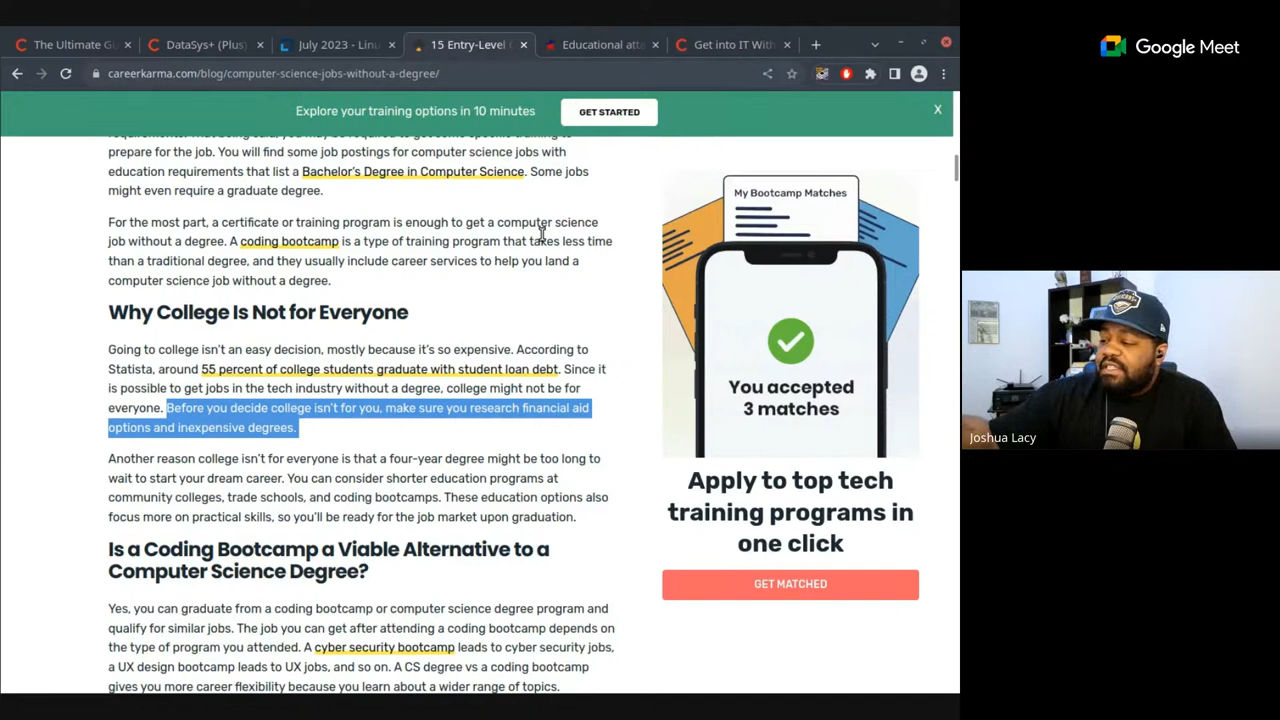 The Ultimate Gu
DataSys+ (Plus)
July 2023 - Linu
15 Entry-Level
Educational atta
Get into IT With
careerkarma.com/blog/computer-science-jobs-without-a-degree/
Google Meet
Explore your training options in 10 minutes
GET STARTED
X
prepare for the job. You will find some job postings for computer science jobs with
education requirements that list a Bachelor's Degree in Computer Science. Some jobs
might even require a graduate degree.
For the most part, a certificate or training program is enough to get a computer science
job without a degree. A coding bootcamp is a type of training program that takes less time
than a traditional degree, and they usually include career services to help you land a
computer science job without a degree.
Why College Is Not for Everyone
Going to college isn't an easy decision, mostly because it's so expensive. According to
Statista, around 55 percent of college students graduate with student loan debt. Since it
is possible to get jobs in the tech industry without a degree, college might not be for
everyone. Before you decide college isn't for you, make sure you research financial aid
options and inexpensive degrees.
Another reason college isn't for everyone is that a four-year degree might be too long to
wait to start your dream career. You can consider shorter education programs at
community colleges, trade schools, and coding bootcamps. These education options also
focus more on practical skills, so you'll be ready for the job market upon graduation.
Is a Coding Bootcamp a Viable Alternative to a
Computer Science Degree?
Yes, you can graduate from a coding bootcamp or computer science degree program and
qualify for similar jobs. The job you can get after attending a coding bootcamp depends on
the type of program you attended. A cyber security bootcamp leads to cyber security jobs,
a UX design bootcamp leads to UX jobs, and so on. A CS degree vs a coding bootcamp
gives you more career flexibility because you learn about a wider range of topics.
My Bootcamp Matches
You accepted
3 matches
Apply to top tech
training programs in
one click
GET MATCHED
Joshua Lacy